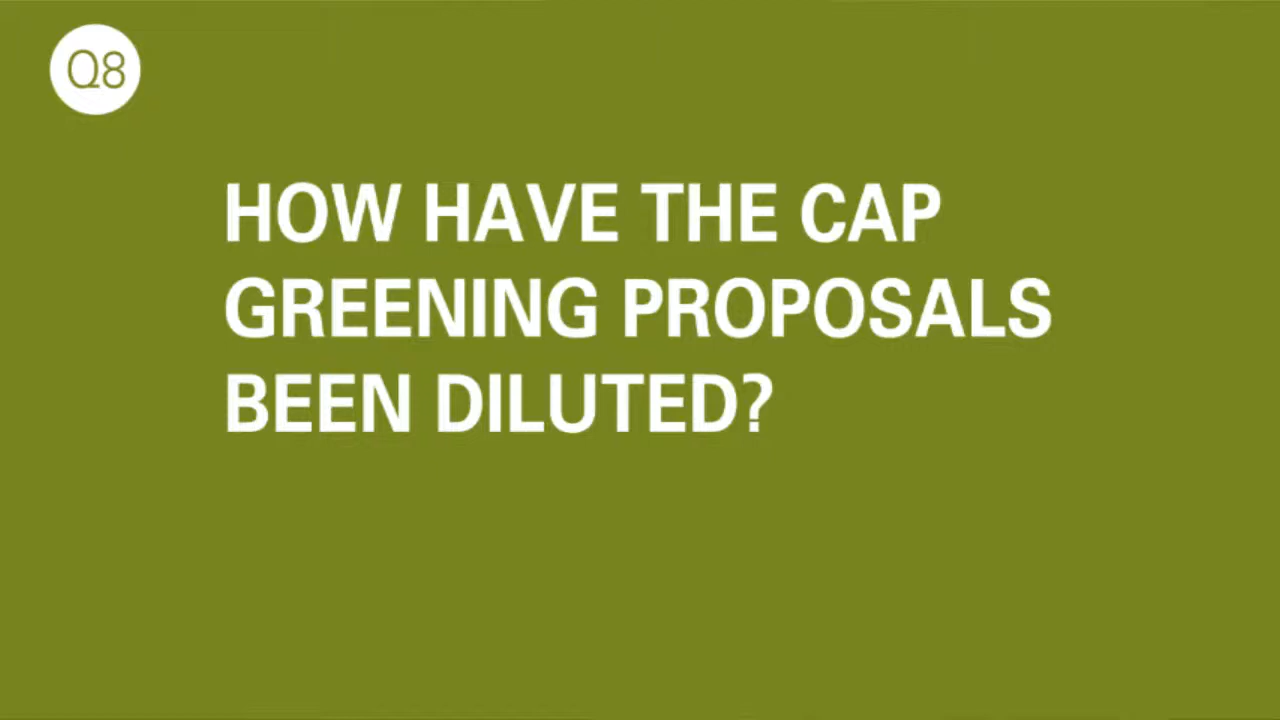 Q8
HOW HAVE THE CAP
GREENING PROPOSALS
BEEN DILUTED?